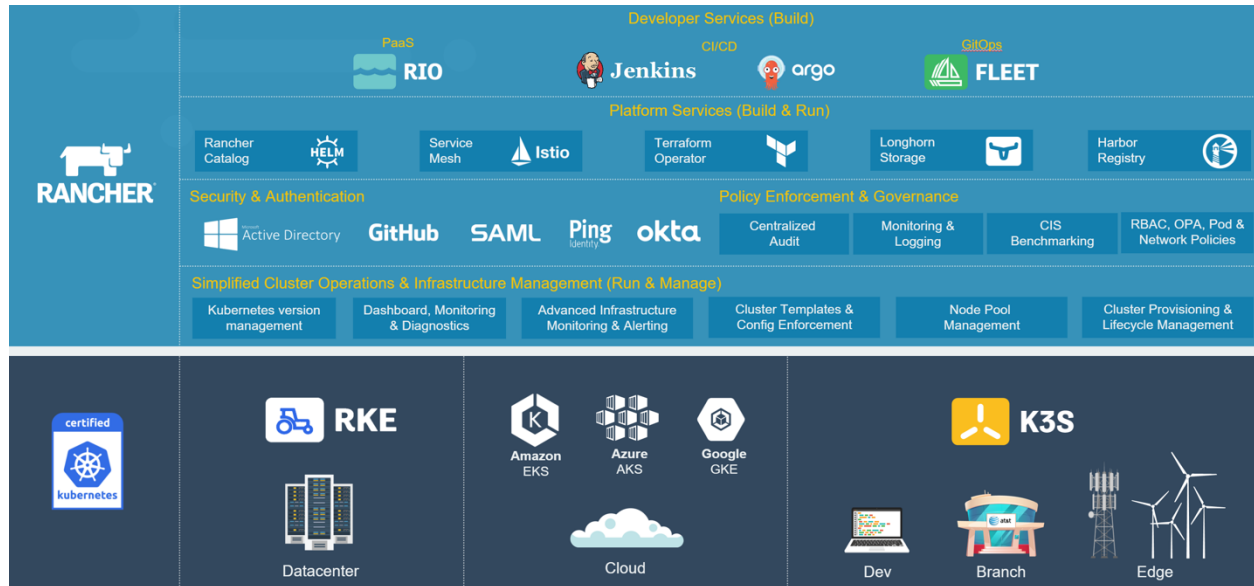 Developer Services (Build)
PaaS
CI/CD
GitOps
RIO
Jenkins
argo
FLEET
Platform Services (Build & Run)
Rancher
Catalog
HELM
Service
Mesh
Istio
Terraform
Operator
Longhorn
Storage
Harbor
Registry
RANCHER
Security & Authentication
Microsoft
Active Directory
GitHub
SAML
Ping
Identity
okta
Policy Enforcement & Governance
Centralized
Audit
Monitoring &
Logging
CIS
Benchmarking
RBAC, OPA, Pod &
Network Policies
Simplified Cluster Operations & Infrastructure Management (Run & Manage)
Kubernetes version
management
Dashboard, Monitoring
& Diagnostics
Advanced Infrastructure
Monitoring & Alerting
Cluster Templates &
Config Enforcement
Node Pool
Management
Cluster Provisioning &
Lifecycle Management
certified
kubernetes
RKE
Datacenter
K
Amazon
EKS
Azure
AKS
Google
GKE
Cloud
K3S
at&t
Dev
Branch
Edge